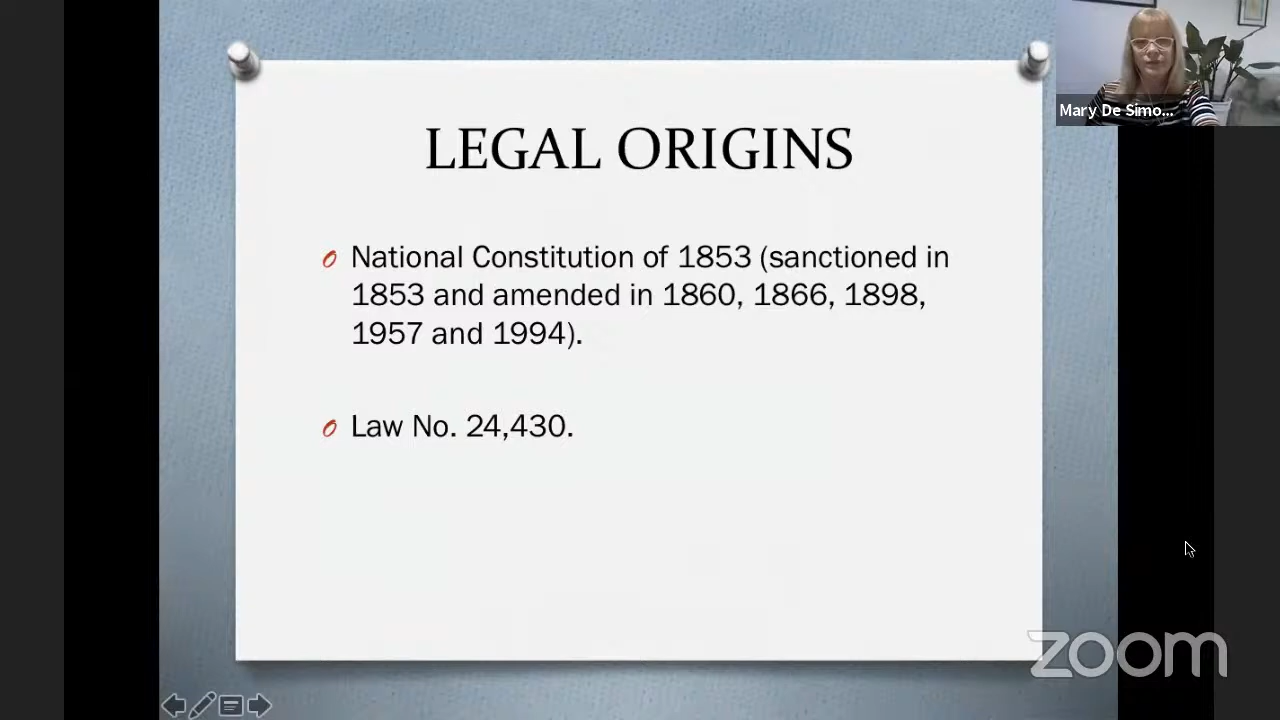 LEGAL ORIGINS
National Constitution of 1853 (sanctioned in
1853 and amended in 1860, 1866, 1898,
1957 and 1994).
Law No. 24,430.
Mary De Simo...
zoom